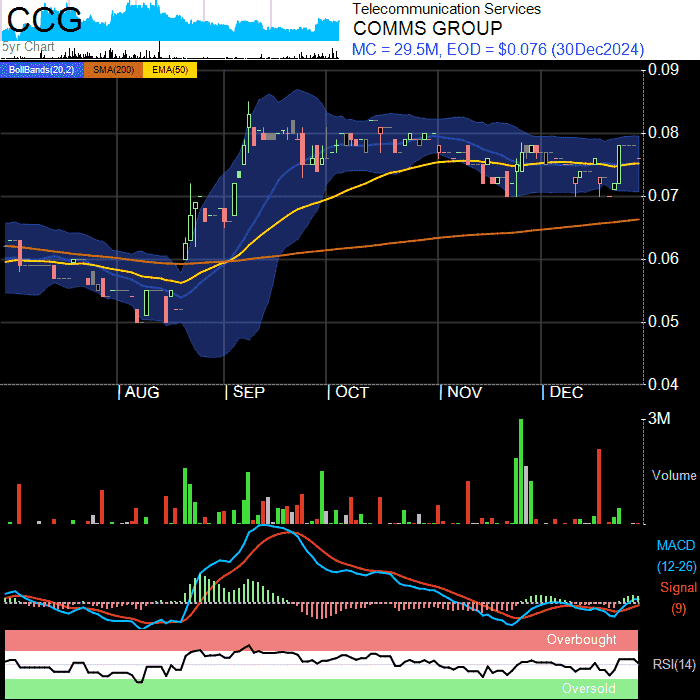 CCG
5yr Chart
Telecommunication Services
COMMS GROUP
MC = 29.5M, EOD = $0.076 (30Dec2024)
BollBands(20,2) SMA(200) EMA(50)
0.09
0.08
0.07
0.06
0.05
0.04
AUG SEP OCT NOV DEC
3M
Volume
MACD
(12-26)
Signal
(9)
Overbought
RSI(14)
Oversold